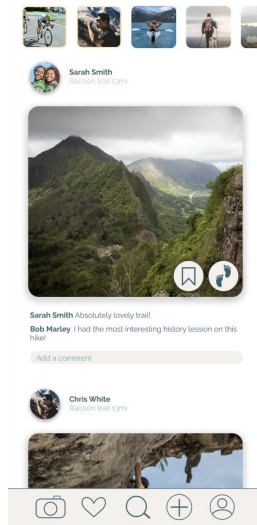 Sarah Smith
Racoon trail 13mi
Sarah Smith Absolutely lovely trail!
Bob Marley I had the most interesting history lession on this
hike!
Add a comment
Chris White
Racoon trail 13mi